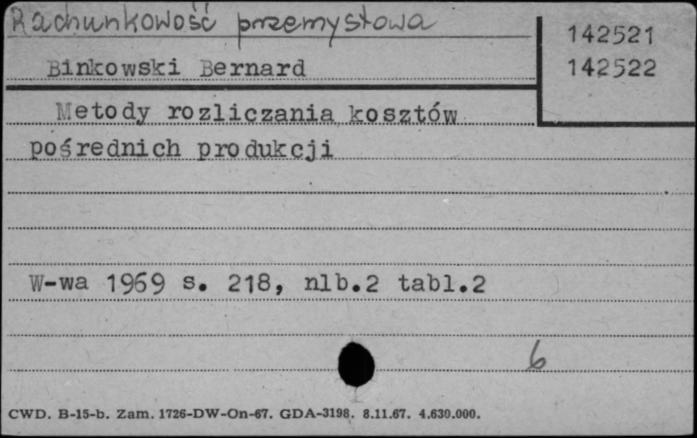 Rachunkowość przemysłowa
142521
Binkowski Bernard
142522
Metody rozliczania kosztów
pośrednich produkcji
W-wa 1969 s. 218, nlb.2 tabl.2
6
CWD. B-15-b. Zam. 1726-DW-On-67. GDA-3198. 8.11.67. 4.630.000.